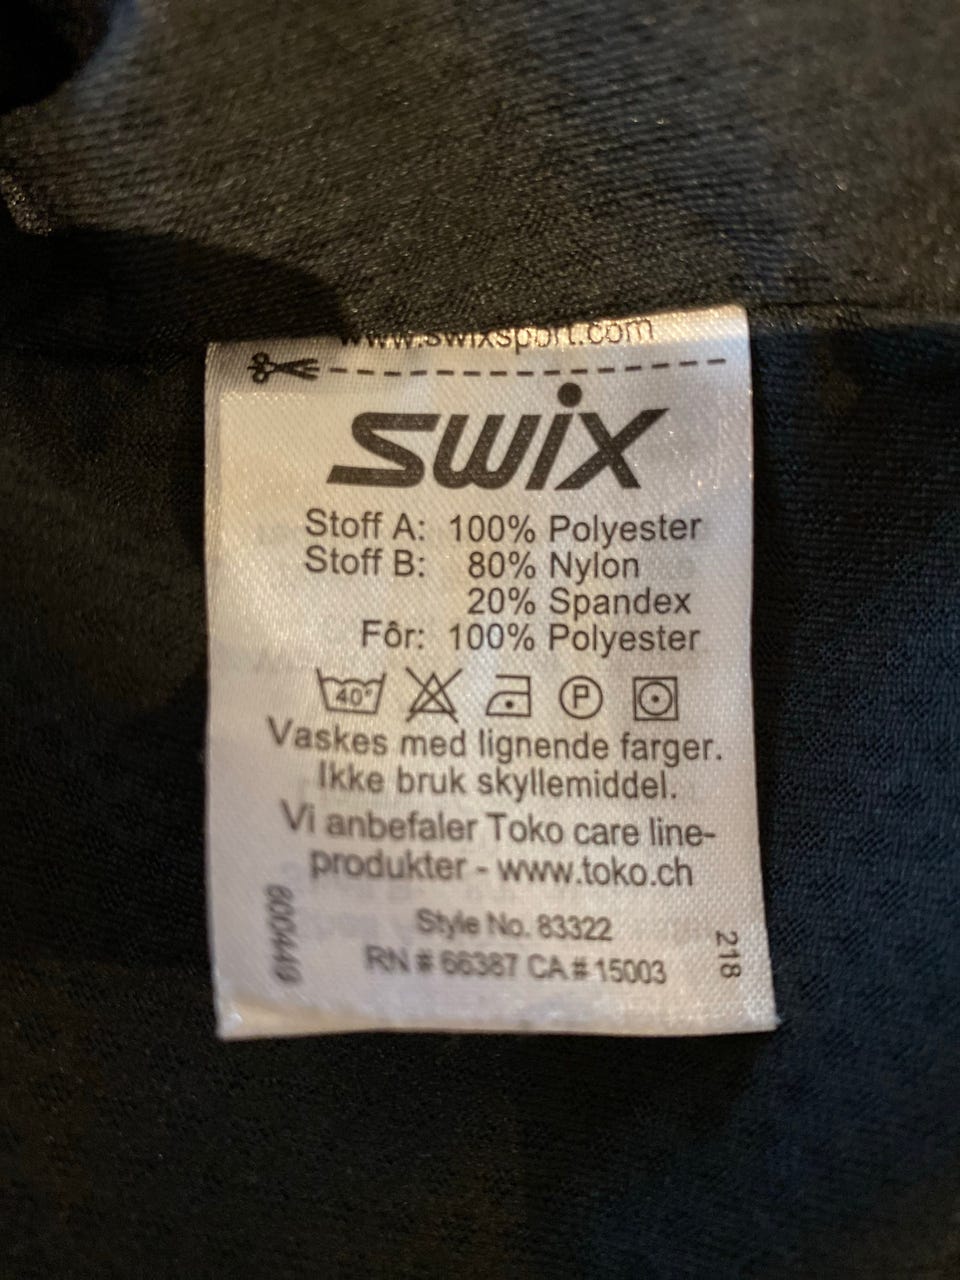 www.swixsport.com
SWiX
Stoff A: 100% Polyester
Stoff B: 80% Nylon
20% Spandex
Fôr: 100% Polyester
40° P
Vaskes med lignende farger.
Ikke bruk skyllemiddel.
Vi anbefaler Toko care line-
produkter - www.toko.ch
Style No. 83322
RN # 66387 CA # 15003
218